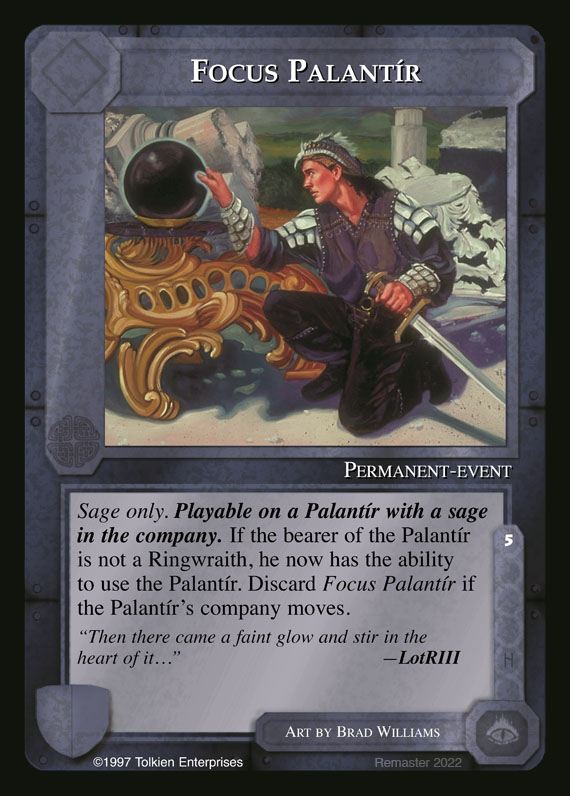 FOCUS PALANTÍR
PERMANENT-EVENT
Sage only. Playable on a Palantír with a sage
in the company. If the bearer of the Palantír
is not a Ringwraith, he now has the ability
to use the Palantír. Discard Focus Palantír if
the Palantír's company moves.
“Then there came a faint glow and stir in the
heart of it…” —LotRIII
5
H
ART BY BRAD WILLIAMS
©1997 Tolkien Enterprises Remaster 2022